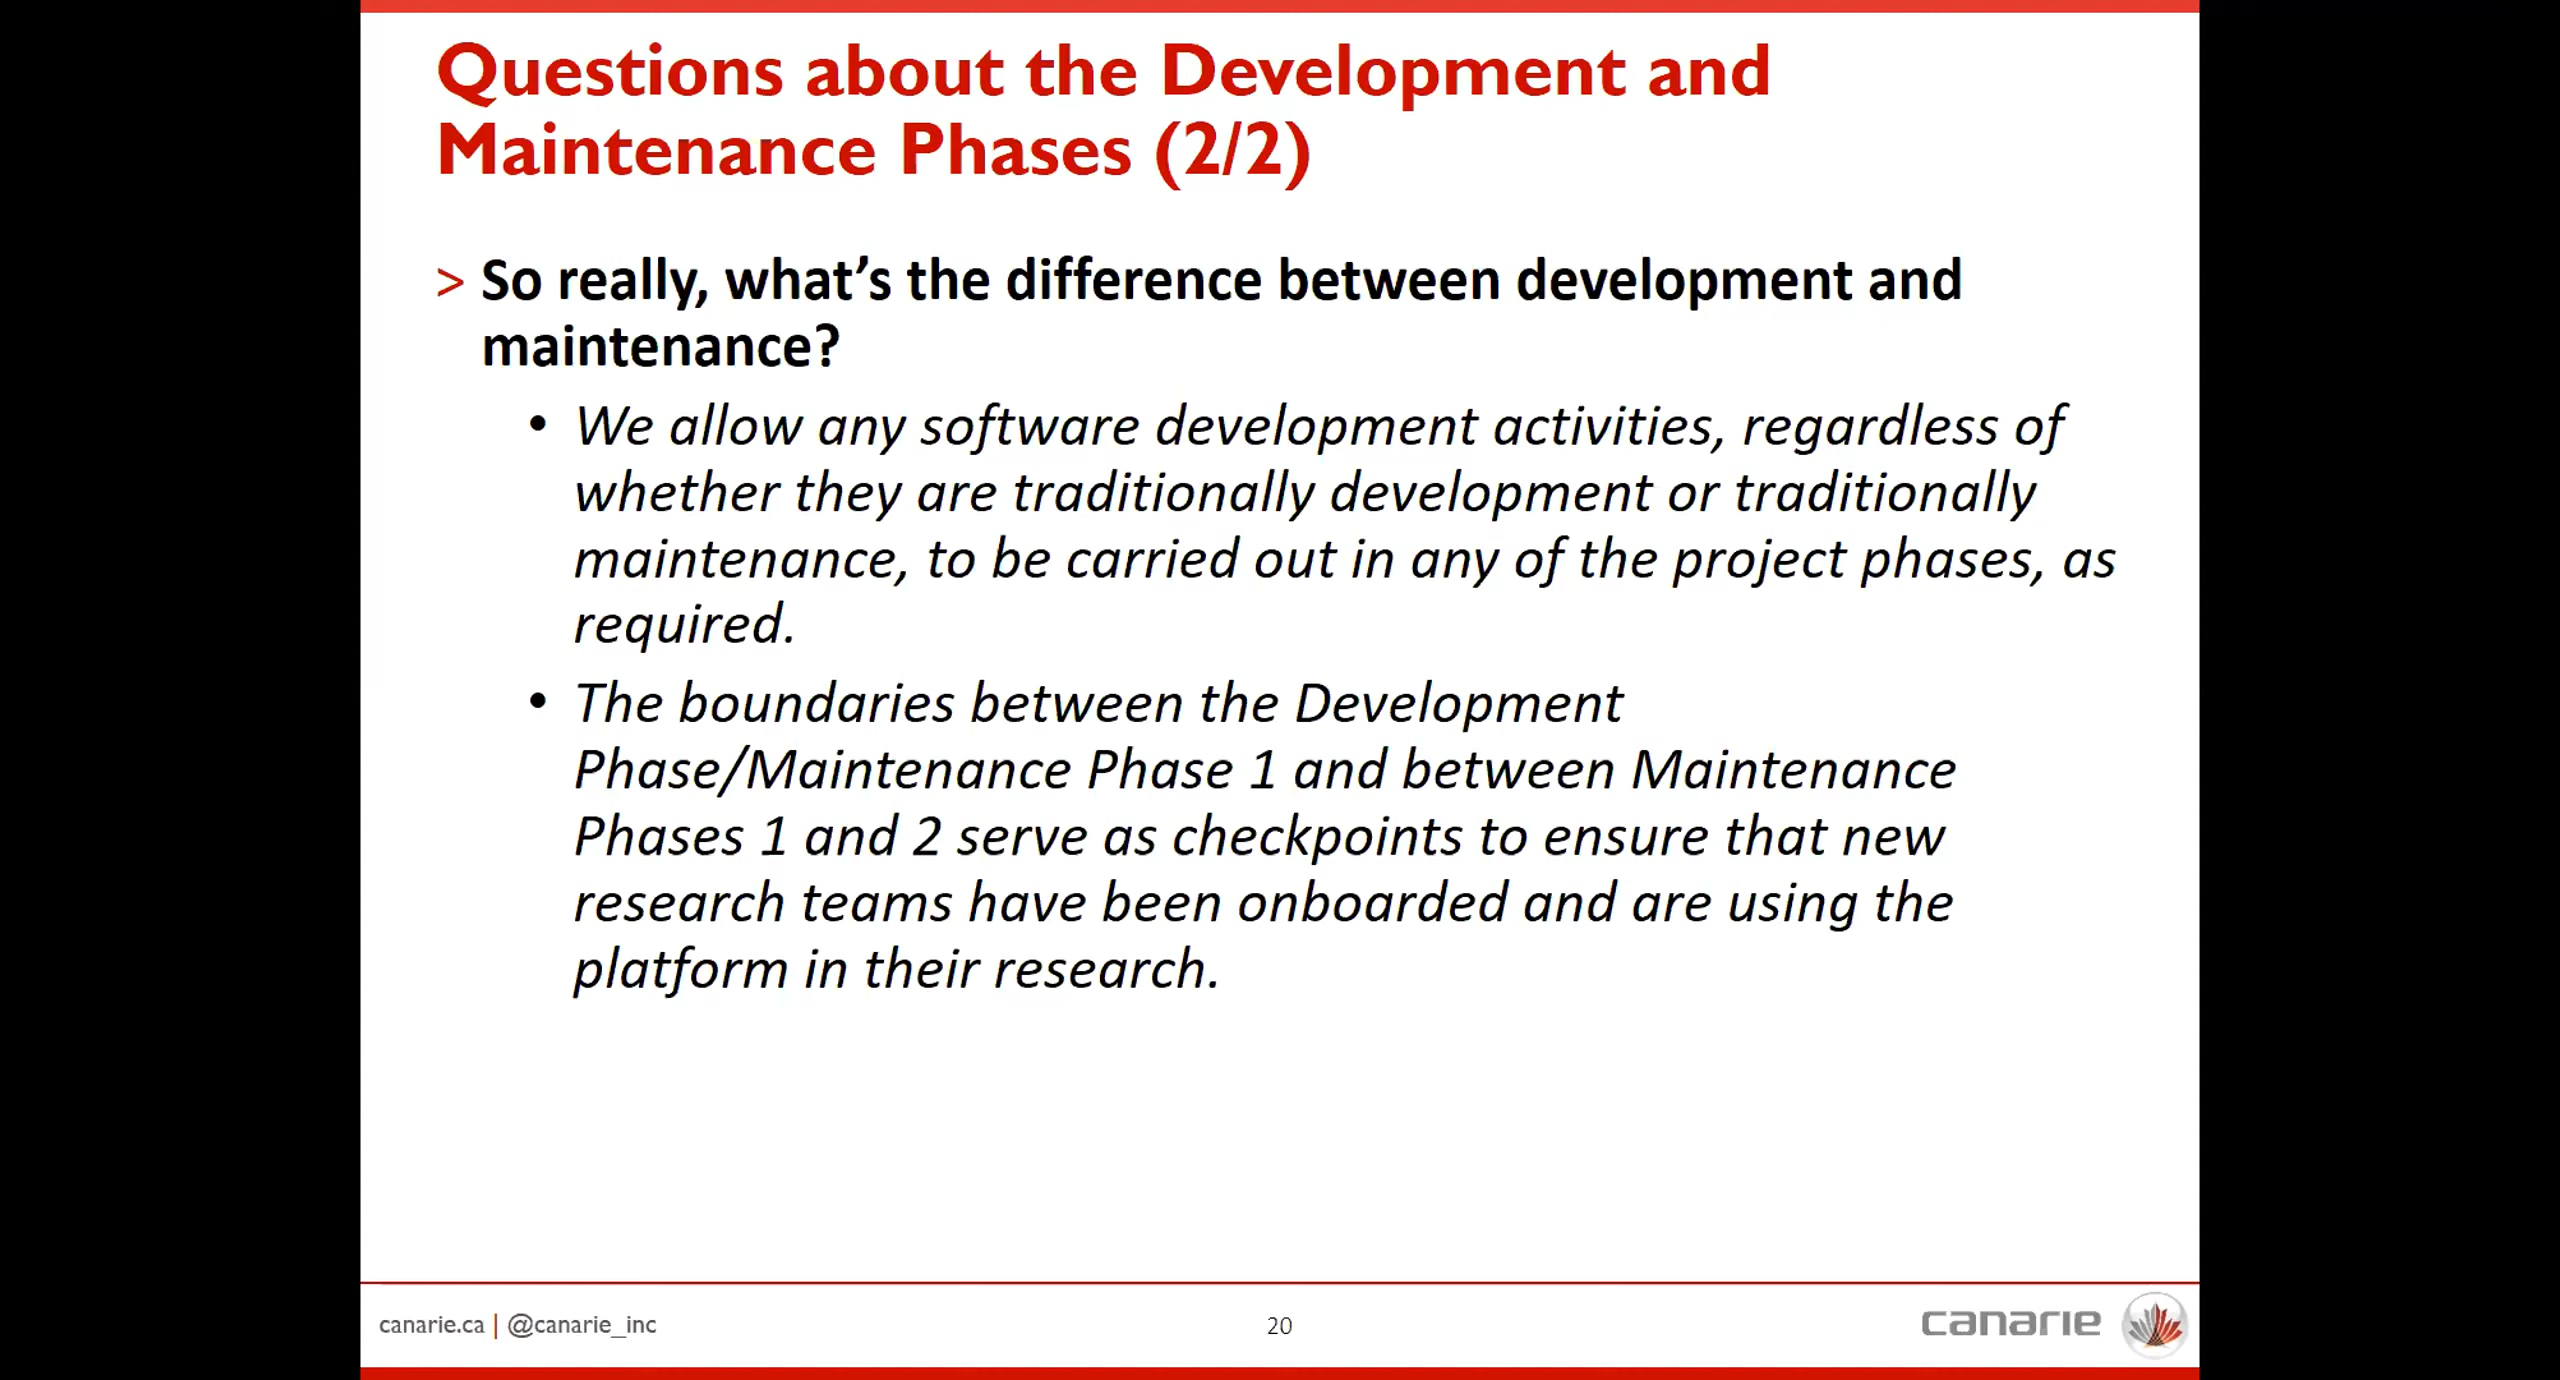 Questions about the Development and
Maintenance Phases (2/2)
> So really, what’s the difference between development and
maintenance?
• We allow any software development activities, regardless of
whether they are traditionally development or traditionally
maintenance, to be carried out in any of the project phases, as
required.
• The boundaries between the Development
Phase/Maintenance Phase 1 and between Maintenance
Phases 1 and 2 serve as checkpoints to ensure that new
research teams have been onboarded and are using the
platform in their research.
canarie.ca | @canarie_inc
20
canarie